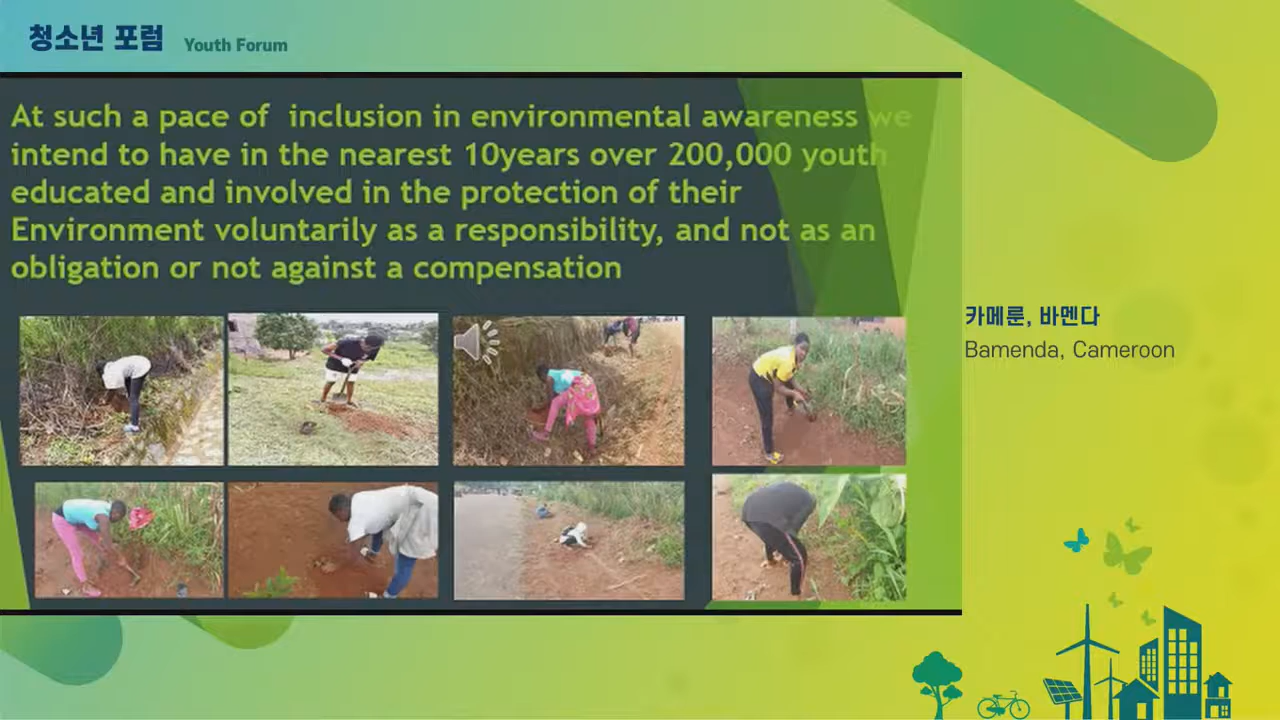 청소년 포럼 Youth Forum
At such a pace of inclusion in environmental awareness we
intend to have in the nearest 10years over 200,000 youth
educated and involved in the protection of their
Environment voluntarily as a responsibility, and not as an
obligation or not against a compensation
카메룬, 바멘다
Bamenda, Cameroon